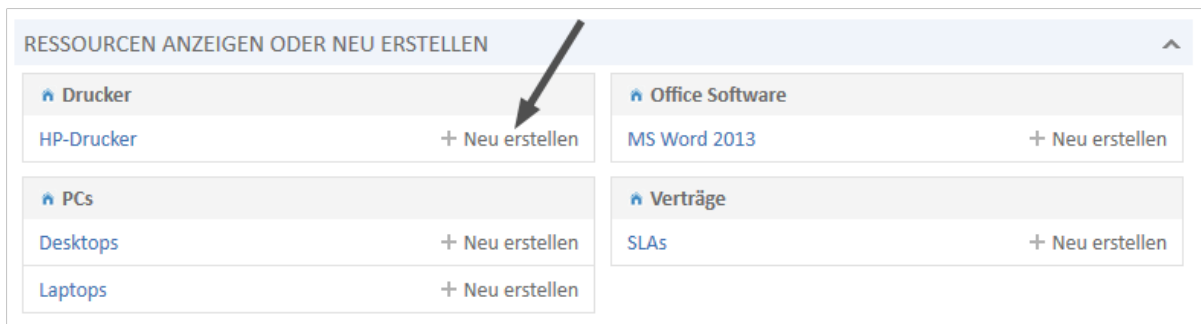 RESSOURCEN ANZEIGEN ODER NEU ERSTELLEN
Drucker
HP-Drucker + Neu erstellen
Office Software
MS Word 2013 + Neu erstellen
PCs
Desktops + Neu erstellen
Laptops + Neu erstellen
Verträge
SLAs + Neu erstellen